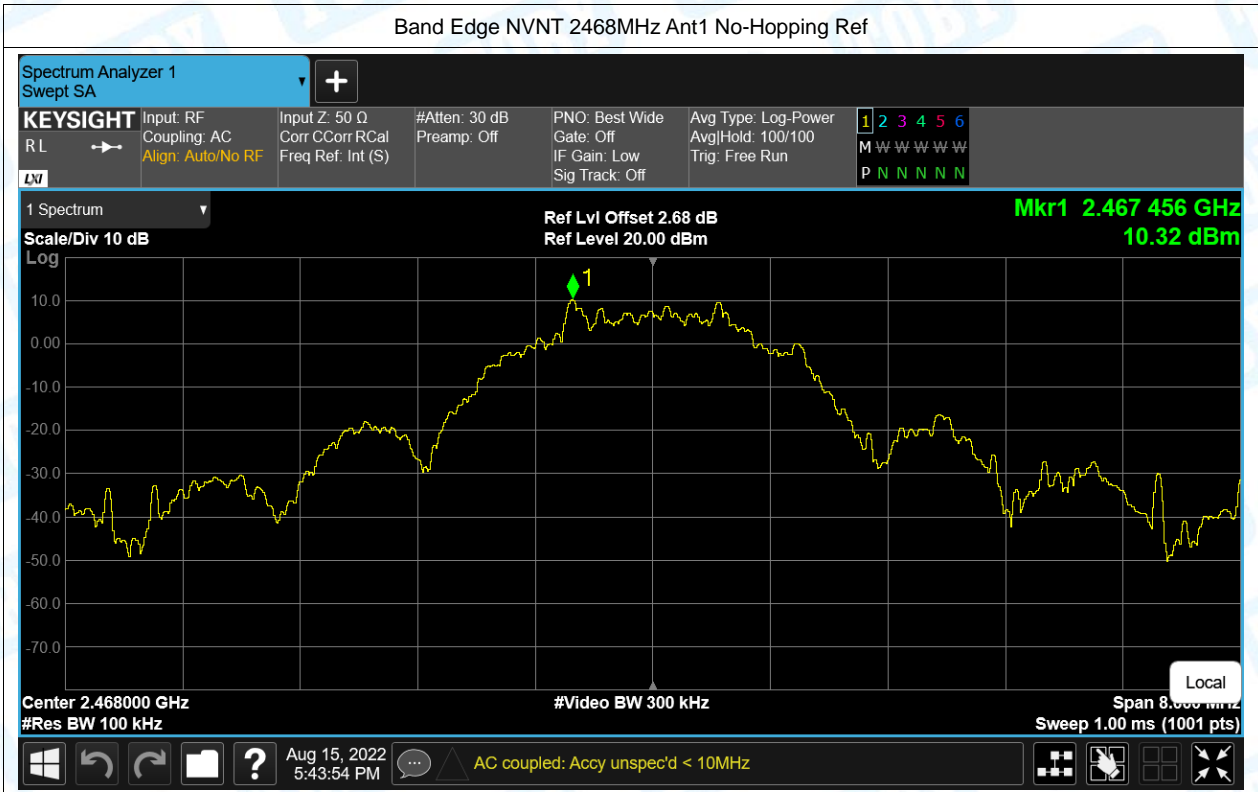 Band Edge NVNT 2468MHz Ant1 No-Hopping Ref
Spectrum Analyzer 1
Swept SA
KEYSIGHT
R L
LXI
Input: RF
Coupling: AC
Align: Auto/No RF
Input Z: 50 Ω
Corr CCorr RCal
Freq Ref: Int (S)
#Atten: 30 dB
Preamp: Off
PNO: Best Wide
Gate: Off
IF Gain: Low
Sig Track: Off
Avg Type: Log-Power
Avg|Hold: 100/100
Trig: Free Run
1 2 3 4 5 6
M W W W W W
P N N N N N
1 Spectrum
Scale/Div 10 dB
Log
Ref Lvl Offset 2.68 dB
Ref Level 20.00 dBm
Mkr1 2.467 456 GHz
10.32 dBm
1
10.0
0.00
-10.0
-20.0
-30.0
-40.0
-50.0
-60.0
-70.0
Local
Center 2.468000 GHz
#Video BW 300 kHz
Span 8.000 MHz
#Res BW 100 kHz
Sweep 1.00 ms (1001 pts)
?
Aug 15, 2022
5:43:54 PM
AC coupled: Accy unspec'd < 10MHz